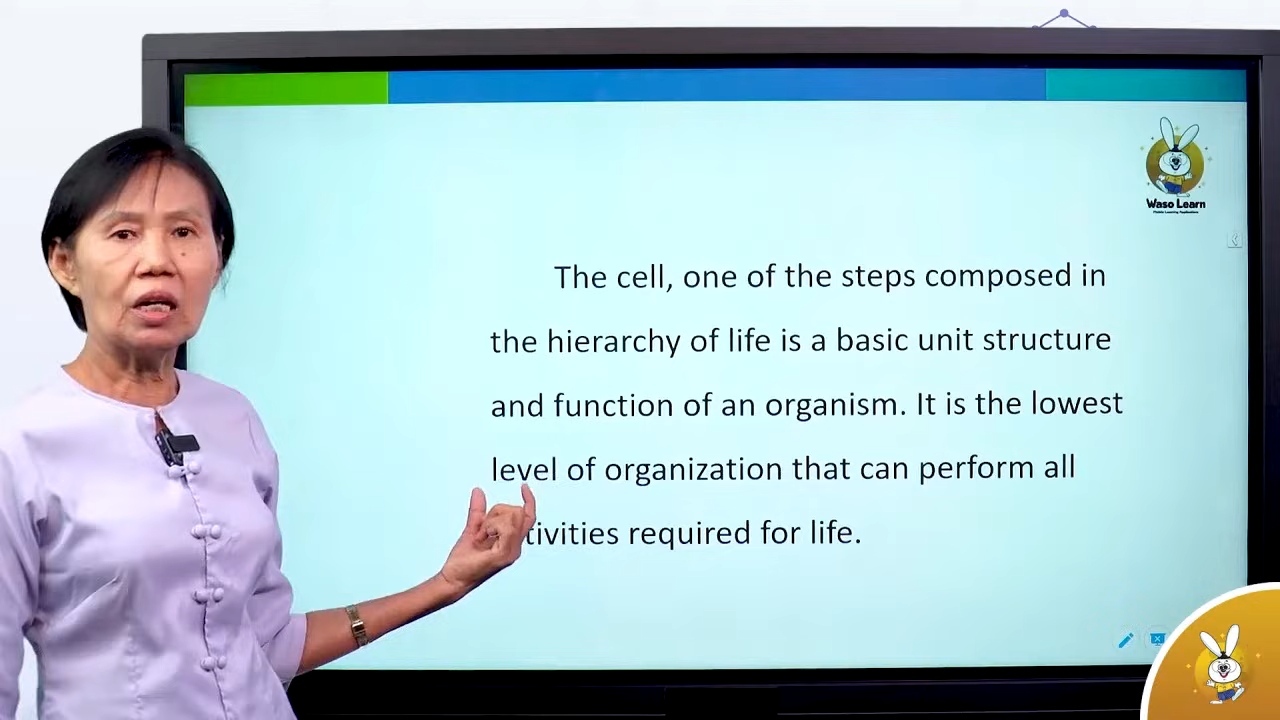 Waso Learn
The cell, one of the steps composed in
the hierarchy of life is a basic unit structure
and function of an organism. It is the lowest
level of organization that can perform all
required for life.